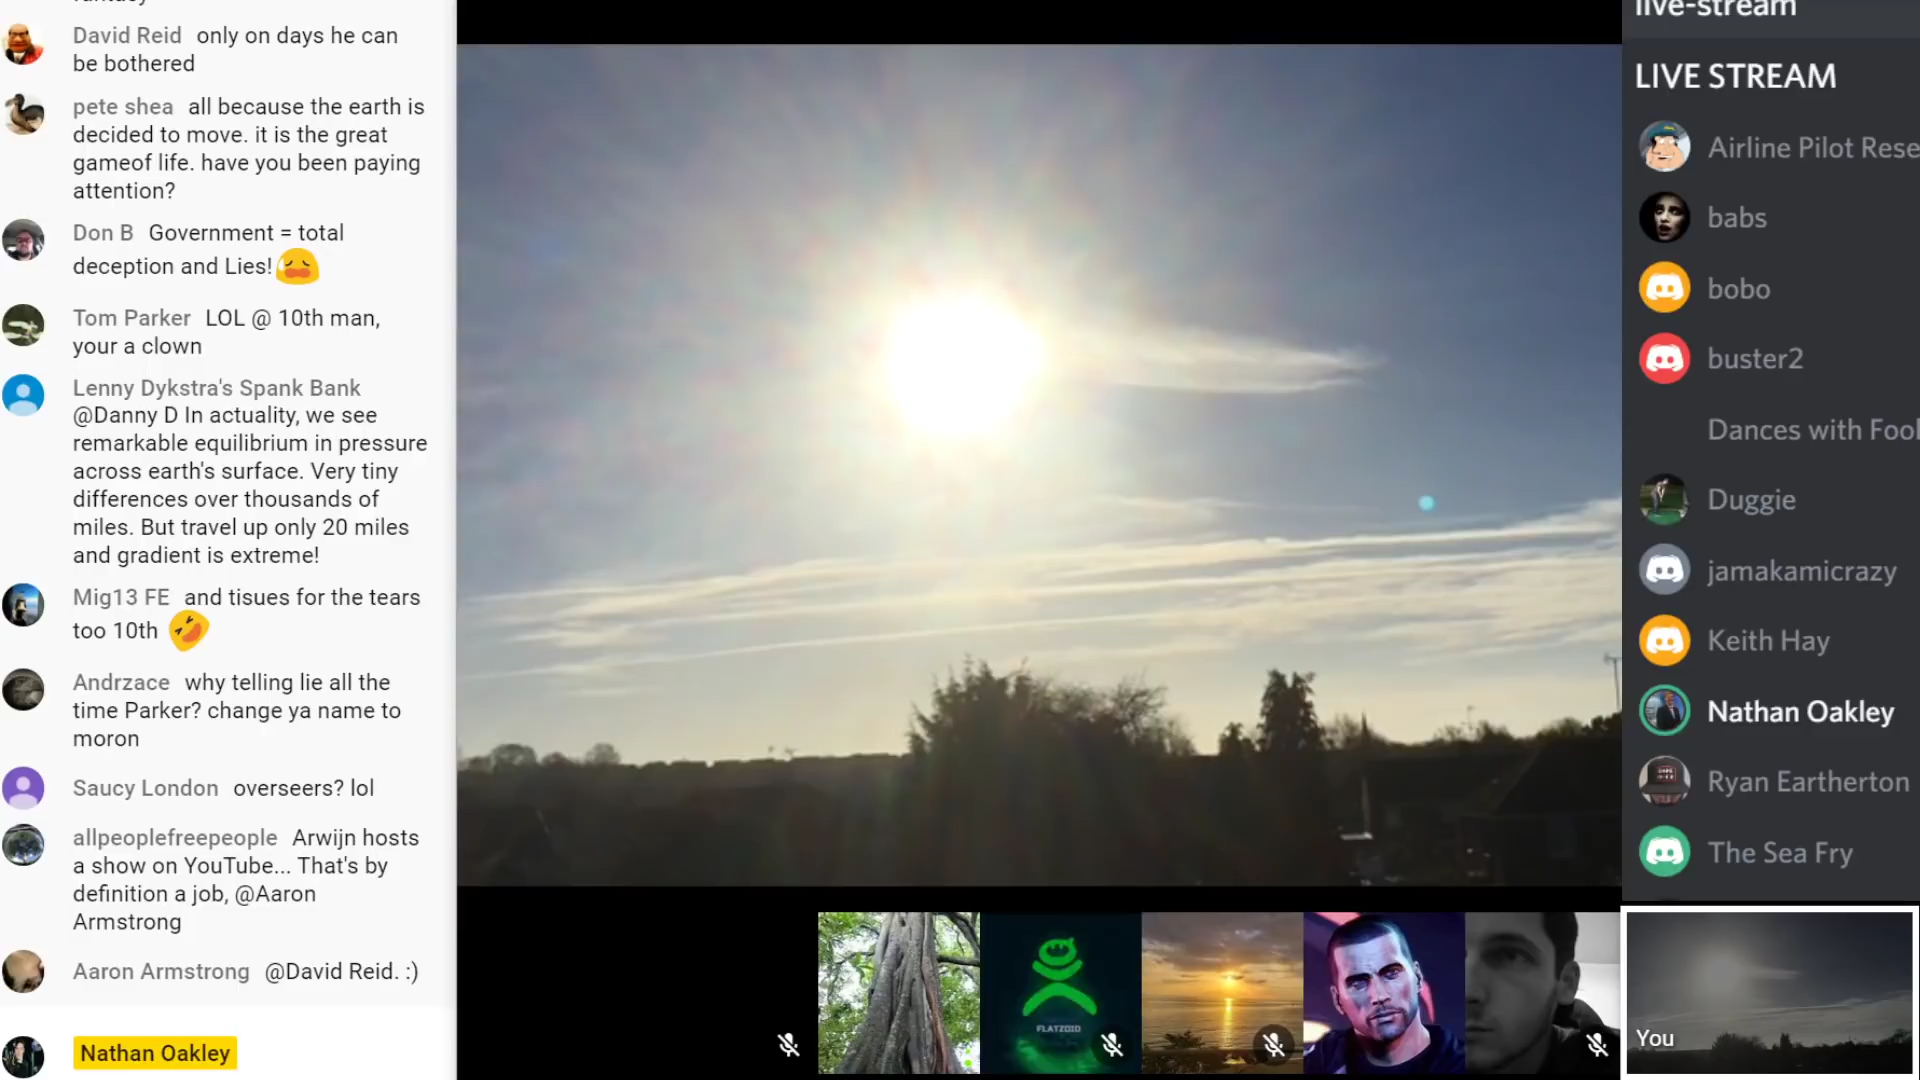 David Reid only on days he can
be bothered
pete shea all because the earth is
decided to move. it is the great
gameof life. have you been paying
attention?
Don B Government = total
deception and Lies!
Tom Parker LOL @ 10th man,
your a clown
Lenny Dykstra's Spank Bank
@Danny D In actuality, we see
remarkable equilibrium in pressure
across earth's surface. Very tiny
differences over thousands of
miles. But travel up only 20 miles
and gradient is extreme!
Mig13 FE and tisues for the tears
too 10th
Andrzace why telling lie all the
time Parker? change ya name to
moron
Saucy London overseers? lol
allpeoplefreepeople Arwijn hosts
a show on YouTube... That's by
definition a job, @Aaron
Armstrong
Aaron Armstrong @David Reid. :)
Nathan Oakley
FLATZOID
You
live-stream
LIVE STREAM
Airline Pilot Rese
babs
bobo
buster2
Dances with Fool
Duggie
jamakamicrazy
Keith Hay
Nathan Oakley
Ryan Eartherton
The Sea Fry